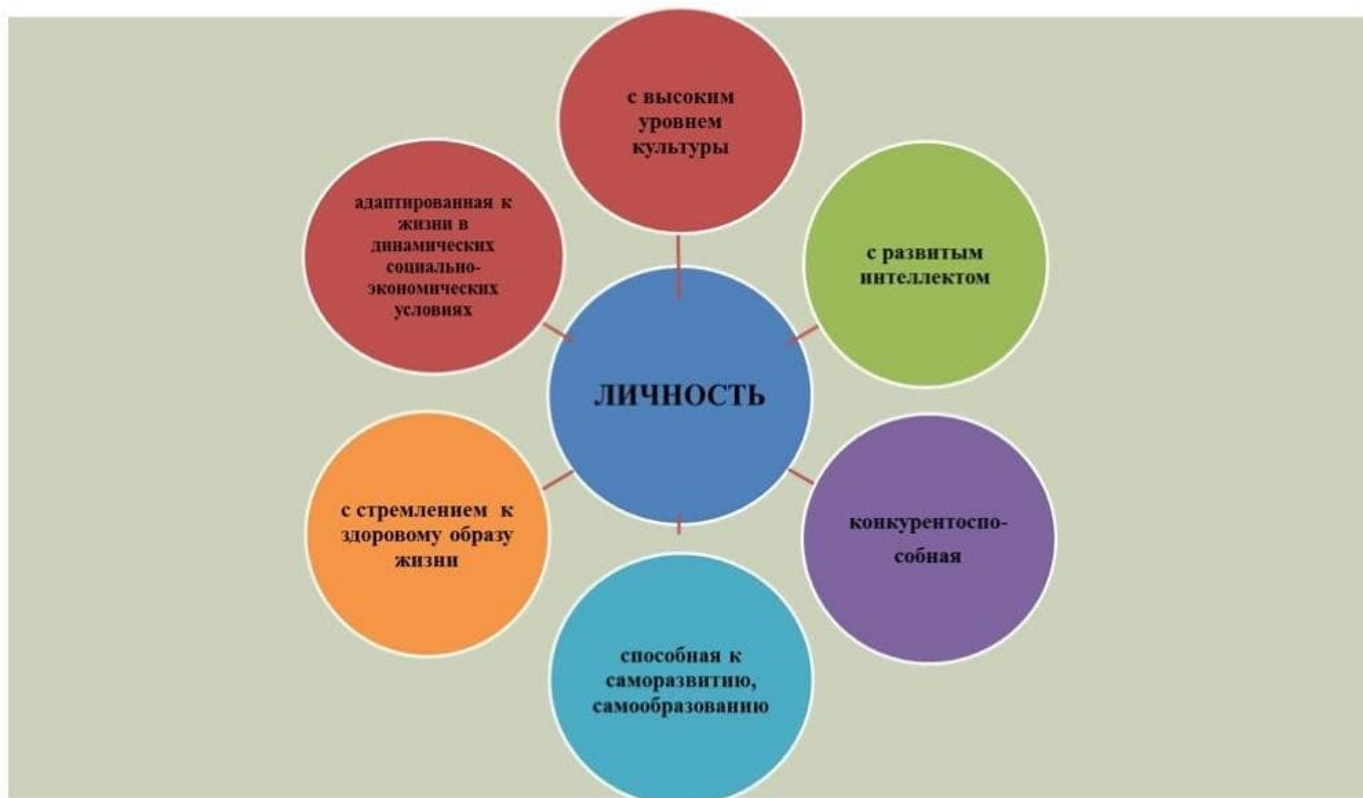 с высоким
уровнем
культуры
с развитым
интеллектом
конкурентоспо-
собная
способная к
саморазвитию,
самообразованию
с стремлением к
здоровому образу
жизни
адаптированная к
жизни в
динамических
социально-
экономических
условиях
ЛИЧНОСТЬ